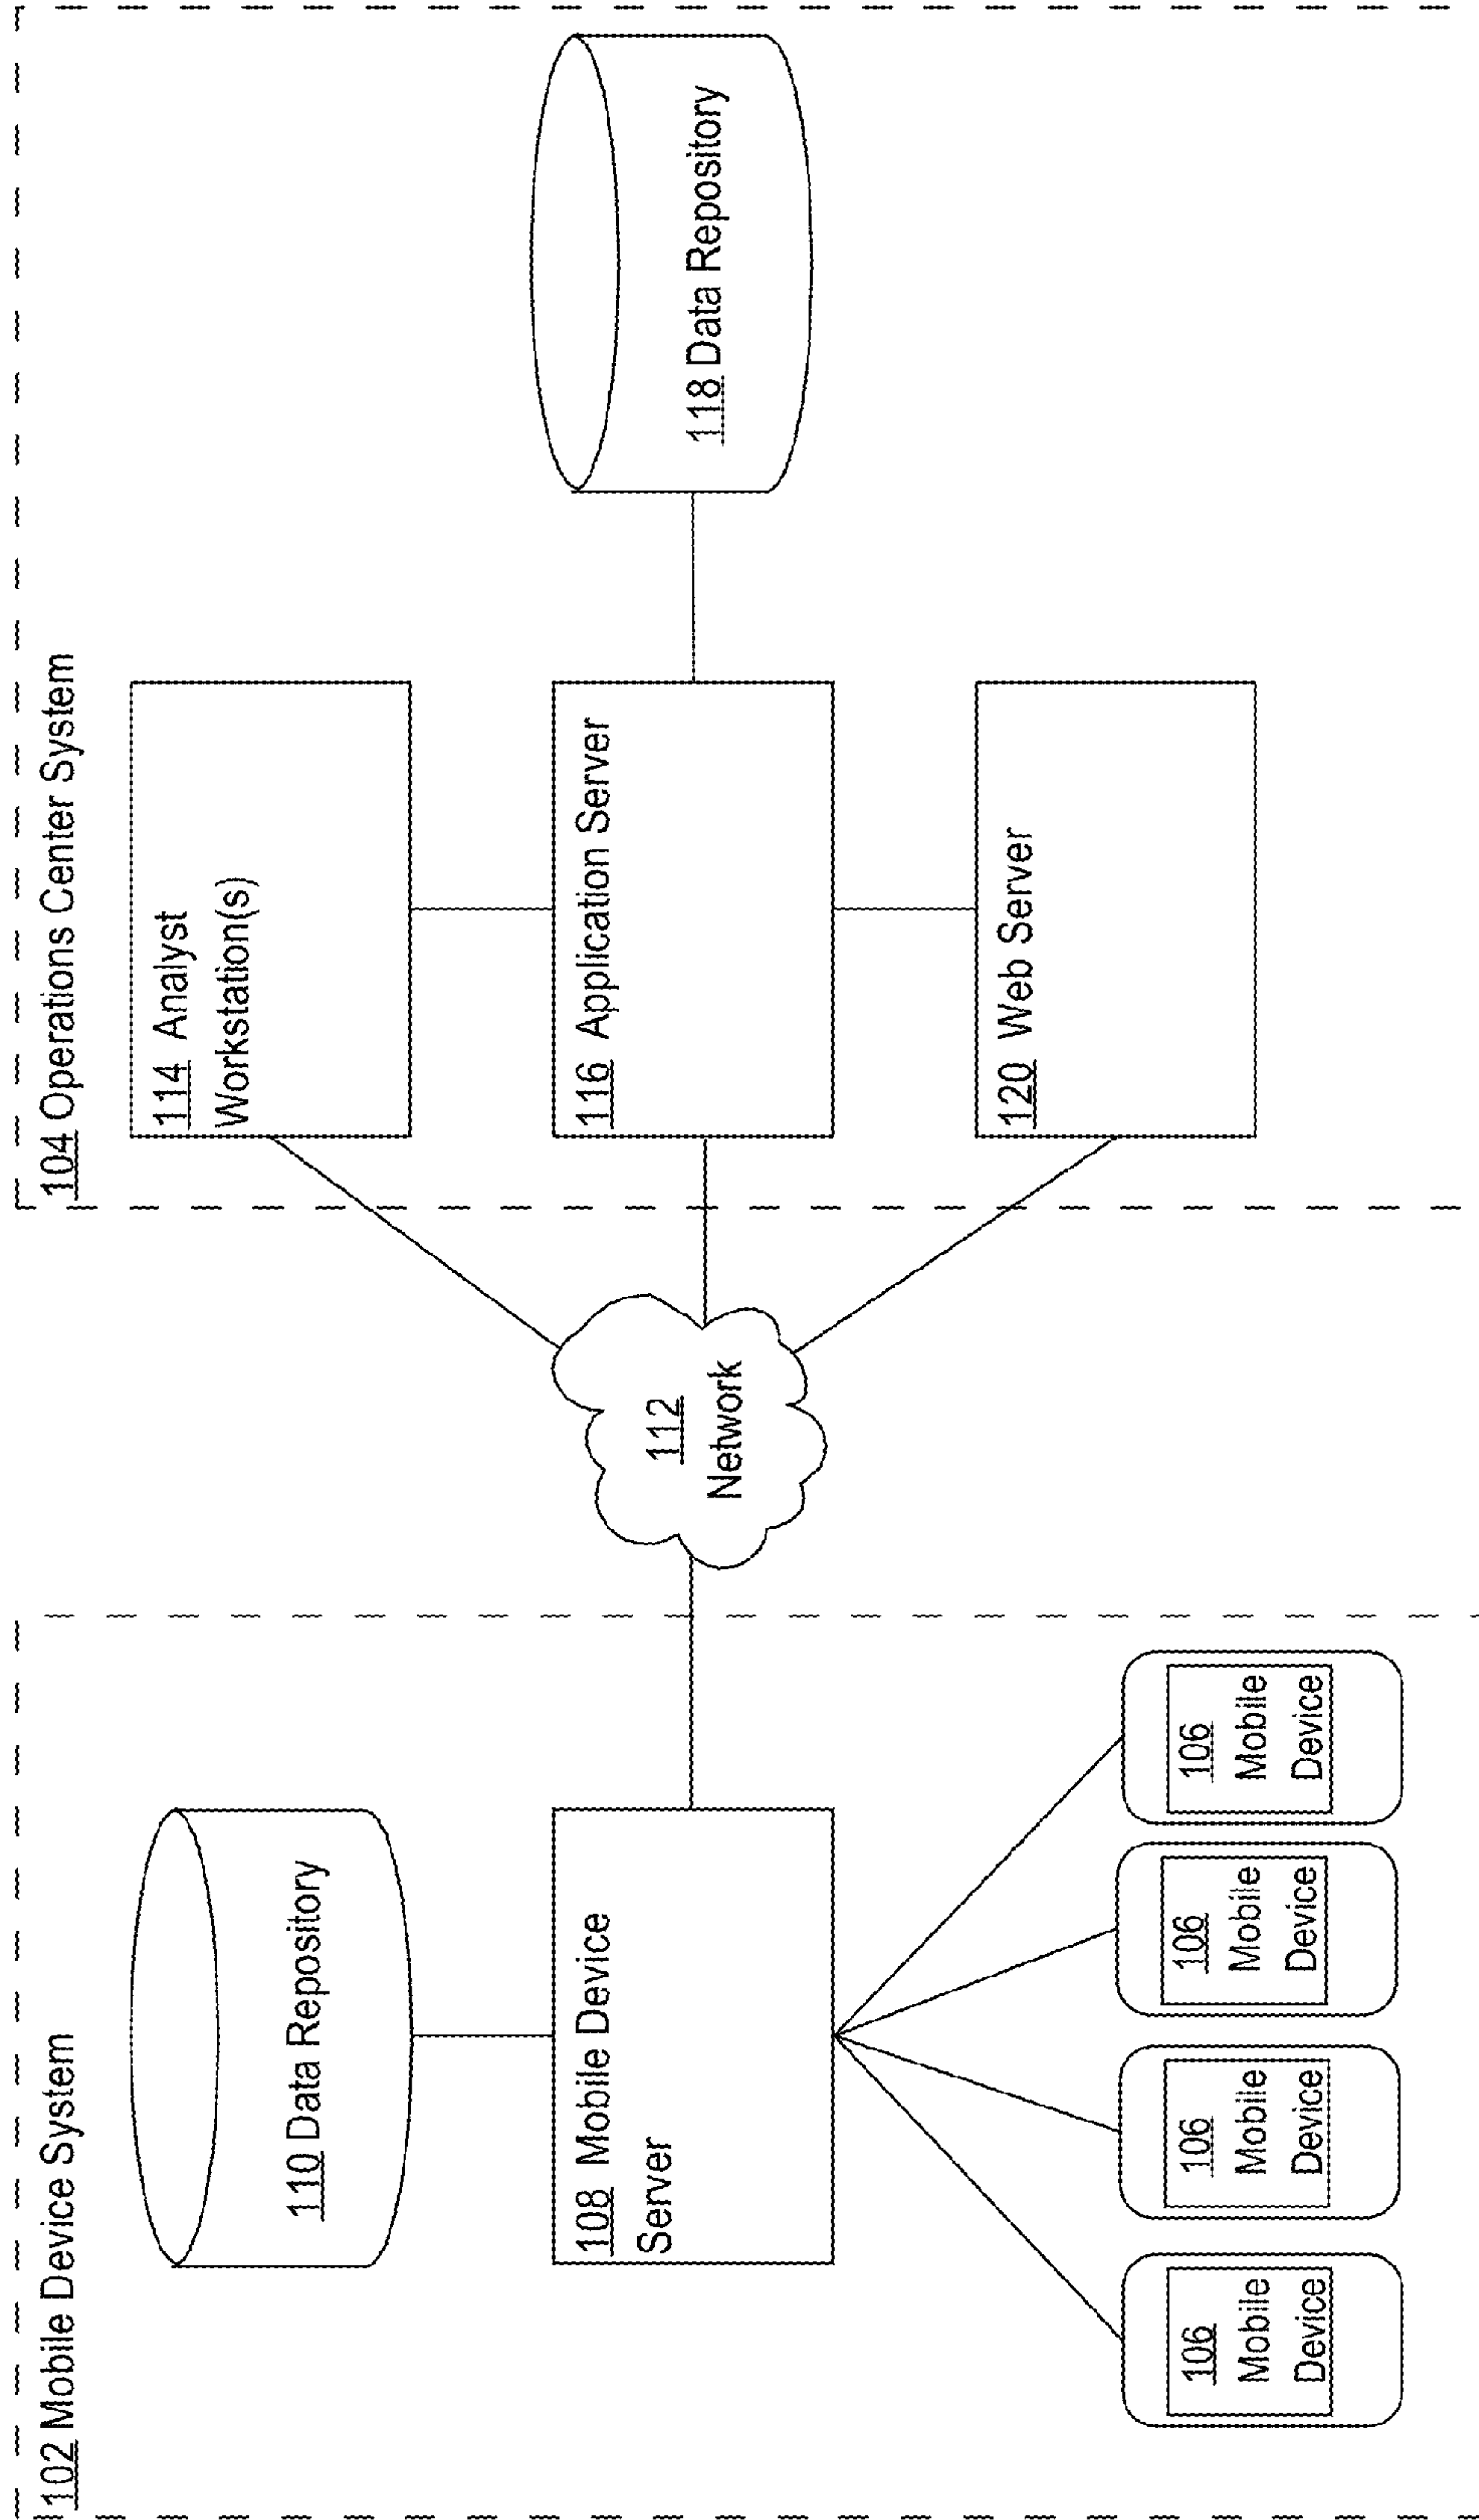 102 Mobile Device System
110 Data Repository
108 Mobile Device
Server
106
Mobile
Device
106
Mobile
Device
106
Mobile
Device
106
Mobile
Device
112
Network
104 Operations Center System
114 Analyst
Workstation(s)
116 Application Server
118 Data Repository
120 Web Server